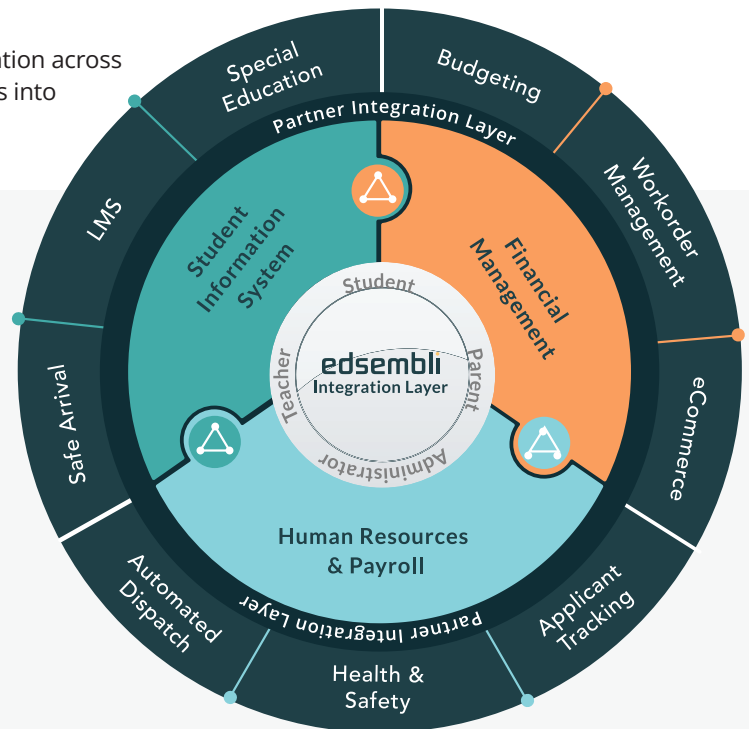 ation across
s into
Special
Education
Budgeting
Partner Integration Layer
LMS
Workorder
Management
Student
Information
System
Financial
Management
Student
Teacher
Parent
edsembli
Integration Layer
Administrator
Safe Arrival
eCommerce
Human Resources
& Payroll
Automated
Dispatch
Applicant
Tracking
Partner Integration Layer
Health &
Safety